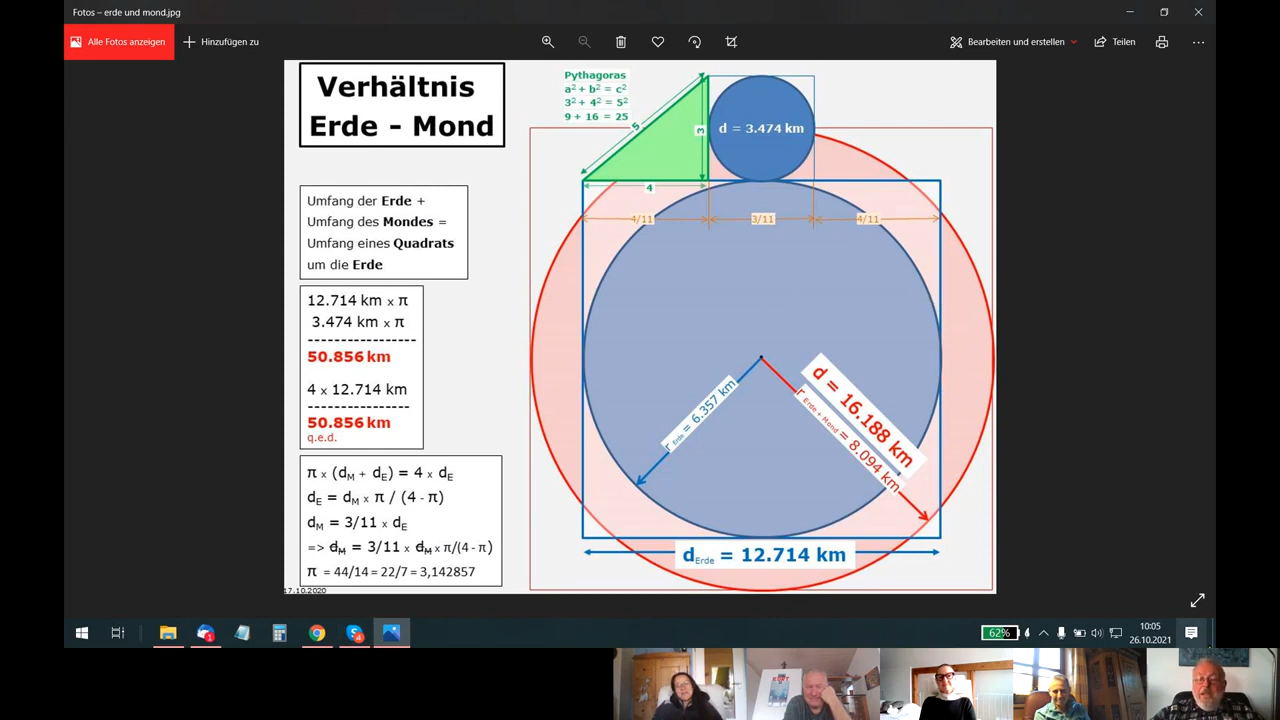 Fotos – erde und mond.jpg
Alle Fotos anzeigen
Hinzufügen zu
Bearbeiten und erstellen
Teilen
Verhältnis
Erde - Mond
Pythagoras
a² + b² = c²
3² + 4² = 5²
9 + 16 = 25
5
3
4
d = 3.474 km
4/11
3/11
4/11
Umfang der Erde +
Umfang des Mondes =
Umfang eines Quadrats
um die Erde
12.714 km x π
3.474 km x π
-----------------
50.856 km
4 x 12.714 km
----------------
50.856 km
q.e.d.
π x (dM + dE) = 4 x dE
dE = dM x π / (4 - π)
dM = 3/11 x dE
=> dM = 3/11 x dM x π/(4 - π)
π = 44/14 = 22/7 = 3,142857
17.10.2020
r Erde = 6.357 km
d = 16.188 km
r Erde + Mond = 8.094 km
dErde = 12.714 km
62%
10:05
26.10.2021